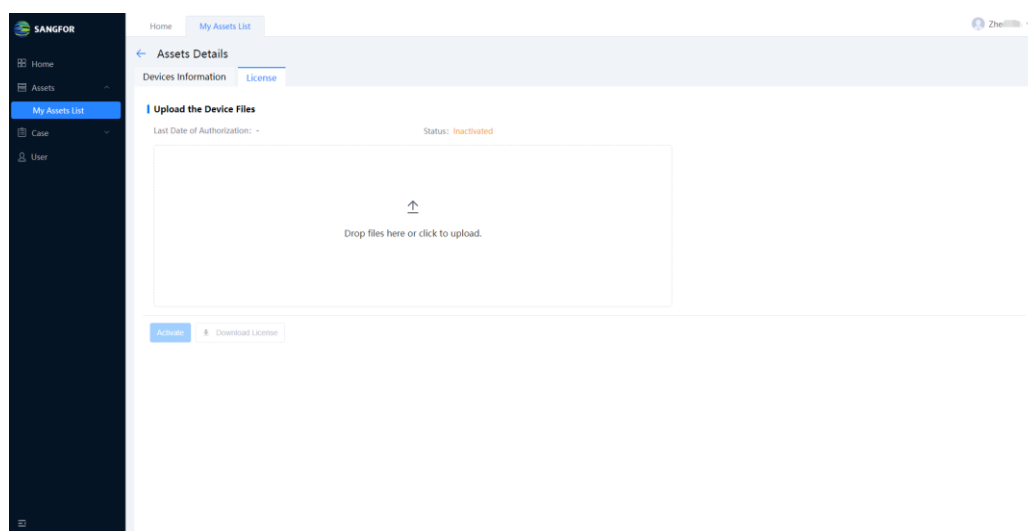 SANGFOR
Home
Assets
My Assets List
Case
User
Home My Assets List
Zhe
← Assets Details
Devices Information License
Upload the Device Files
Last Date of Authorization: - Status: Inactivated
Drop files here or click to upload.
Activate Download License